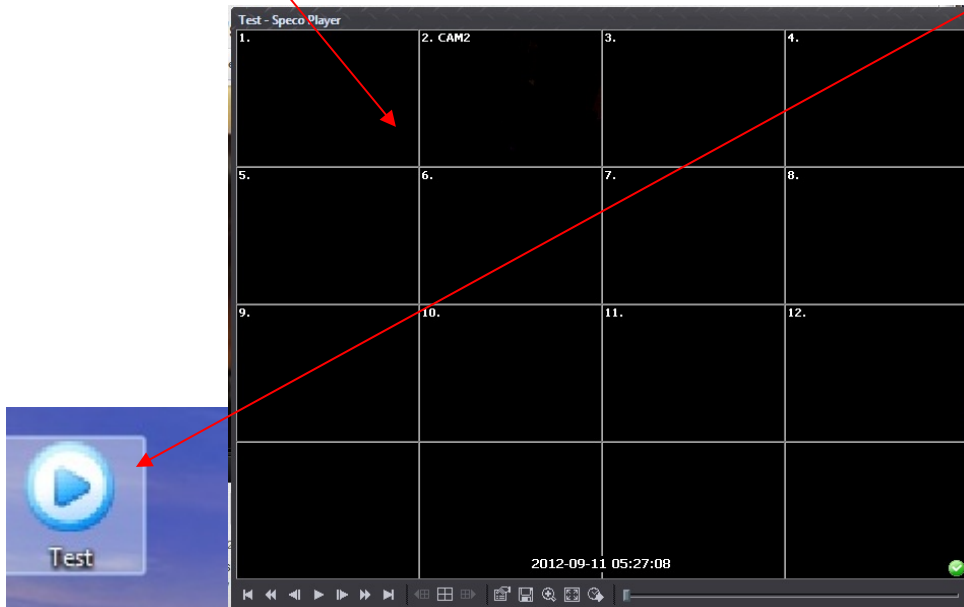 Test - Speco Player
1. 2. CAM2 3. 4.
5. 6. 7. 8.
9. 10. 11. 12.
2012-09-11 05:27:08
Test